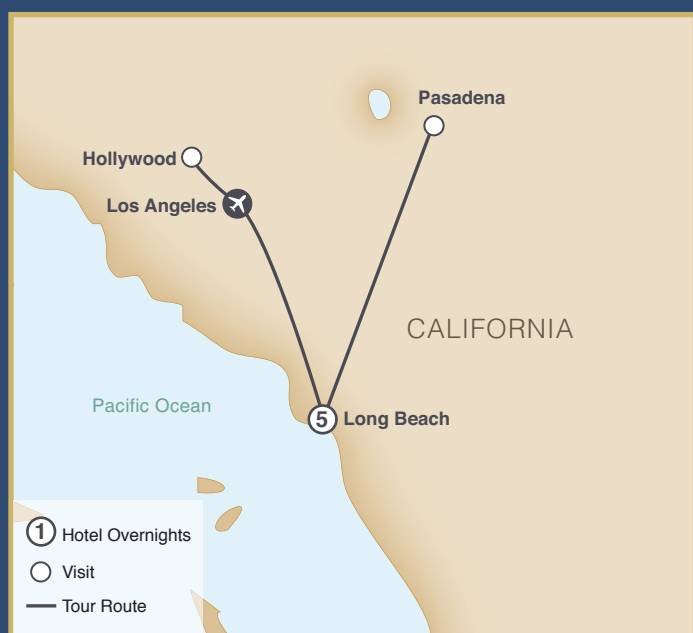 Pasadena
Hollywood
Los Angeles
CALIFORNIA
Pacific Ocean
5 Long Beach
1 Hotel Overnights
Visit
Tour Route